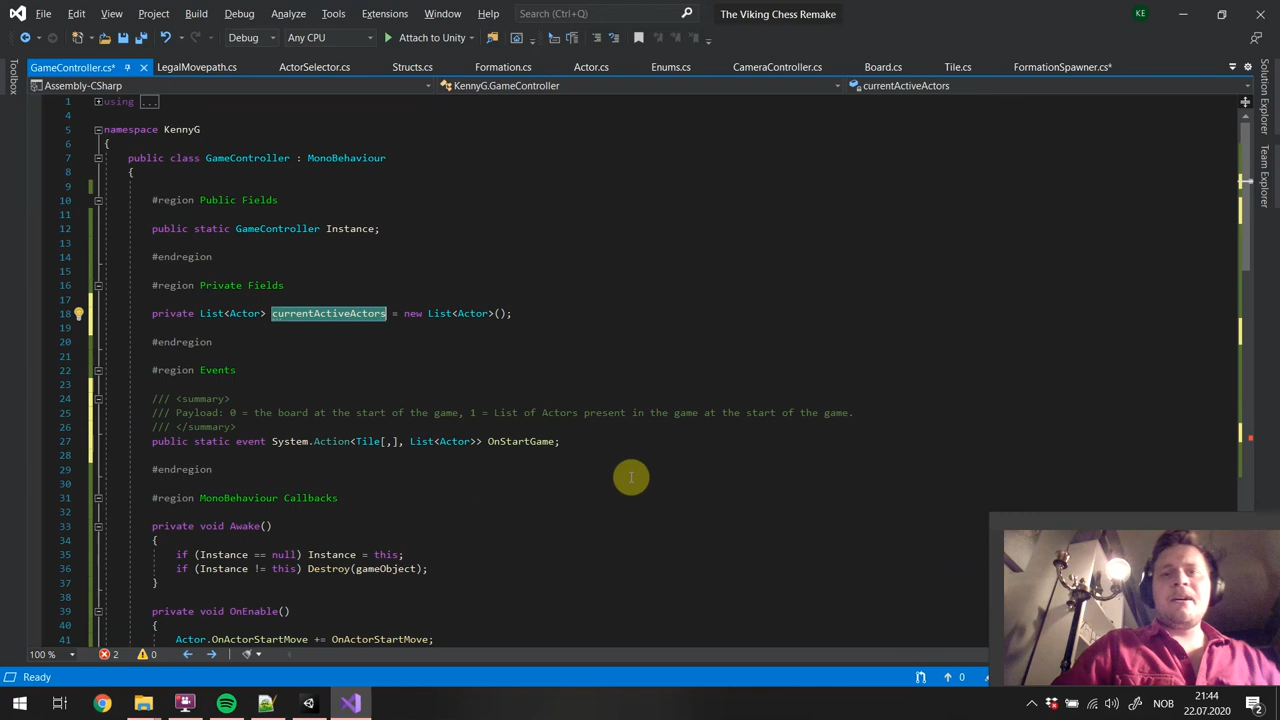 File Edit View Project Build Debug Analyze Tools Extensions Window Help Search (Ctrl+Q) The Viking Chess Remake KE
Debug Any CPU Attach to Unity
GameController.cs* LegalMovepath.cs ActorSelector.cs Structs.cs Formation.cs Actor.cs Enums.cs CameraController.cs Board.cs Tile.cs FormationSpawner.cs*
Assembly-CSharp KennyG.GameController currentActiveActors
Toolbox
Solution Explorer
Team Explorer
1 using ...
4
5 namespace KennyG
6 {
7 public class GameController : MonoBehaviour
8 {
9
10 #region Public Fields
11
12 public static GameController Instance;
13
14 #endregion
15
16 #region Private Fields
17
18 private List<Actor> currentActiveActors = new List<Actor>();
19
20 #endregion
21
22 #region Events
23
24 /// <summary>
25 /// Payload: 0 = the board at the start of the game, 1 = List of Actors present in the game at the start of the game.
26 /// </summary>
27 public static event System.Action<Tile[,], List<Actor>> OnStartGame;
28
29 #endregion
30
31 #region MonoBehaviour Callbacks
32
33 private void Awake()
34 {
35 if (Instance == null) Instance = this;
36 if (Instance != this) Destroy(gameObject);
37 }
38
39 private void OnEnable()
40 {
41 Actor.OnActorStartMove += OnActorStartMove;
100 % 2 0
Ready 0
NOB 21:44
22.07.2020
2